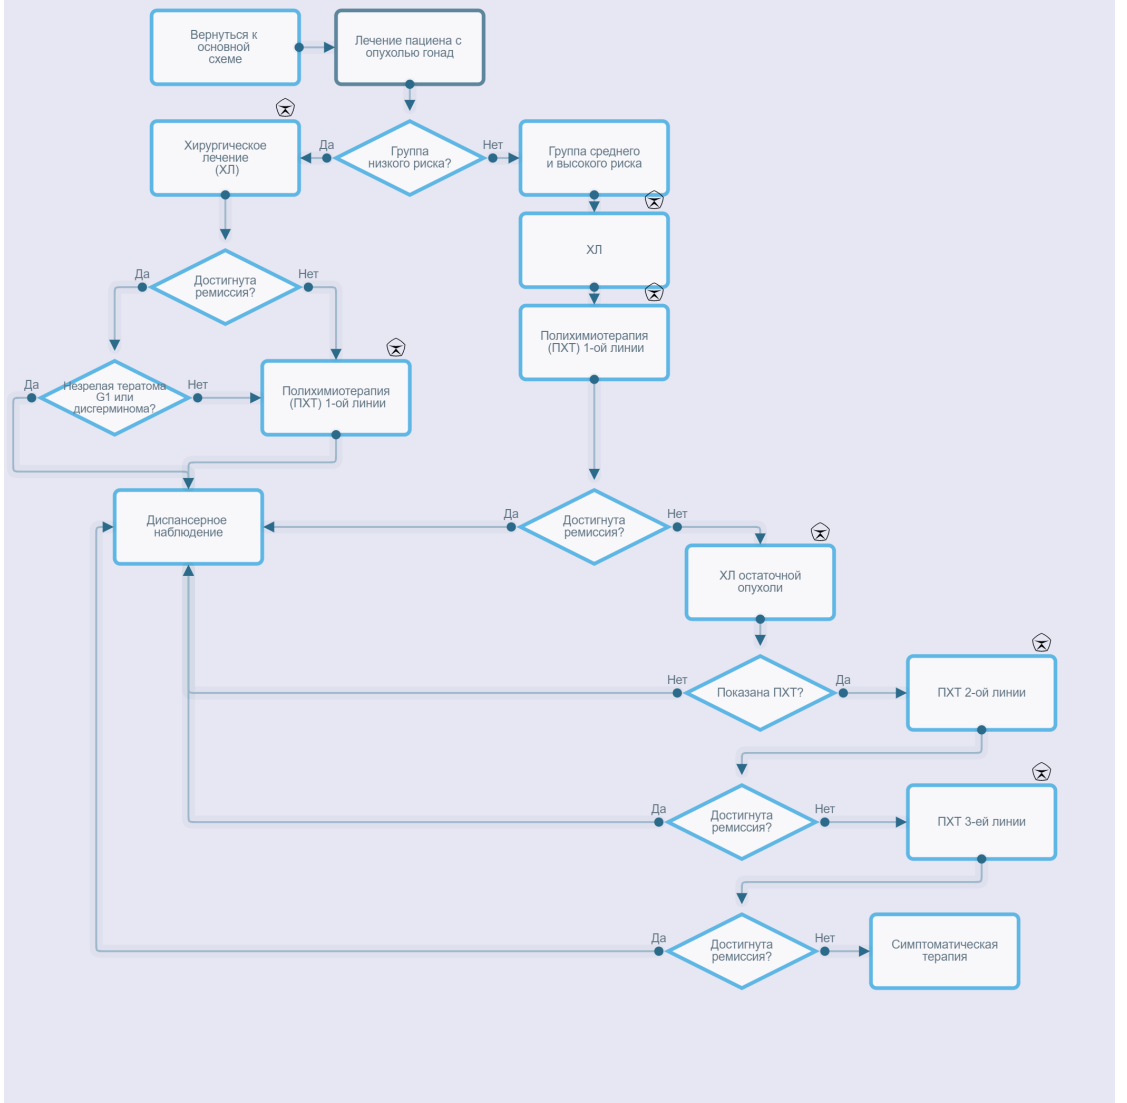 Вернуться к
основной
схеме
Лечение пациена с
опухолью гонад
Группа
низкого риска?
Да
Нет
Хирургическое
лечение
(ХЛ)
Группа среднего
и высокого риска
ХЛ
Достигнута
ремиссия?
Да
Нет
Полихимиотерапия
(ПХТ) 1-ой линии
Незрелая тератома
G1 или
дисгерминома?
Да
Нет
Полихимиотерапия
(ПХТ) 1-ой линии
Диспансерное
наблюдение
Достигнута
ремиссия?
Да
Нет
ХЛ остаточной
опухоли
Показана ПХТ?
Нет
Да
ПХТ 2-ой линии
Достигнута
ремиссия?
Да
Нет
ПХТ 3-ей линии
Достигнута
ремиссия?
Да
Нет
Симптоматическая
терапия